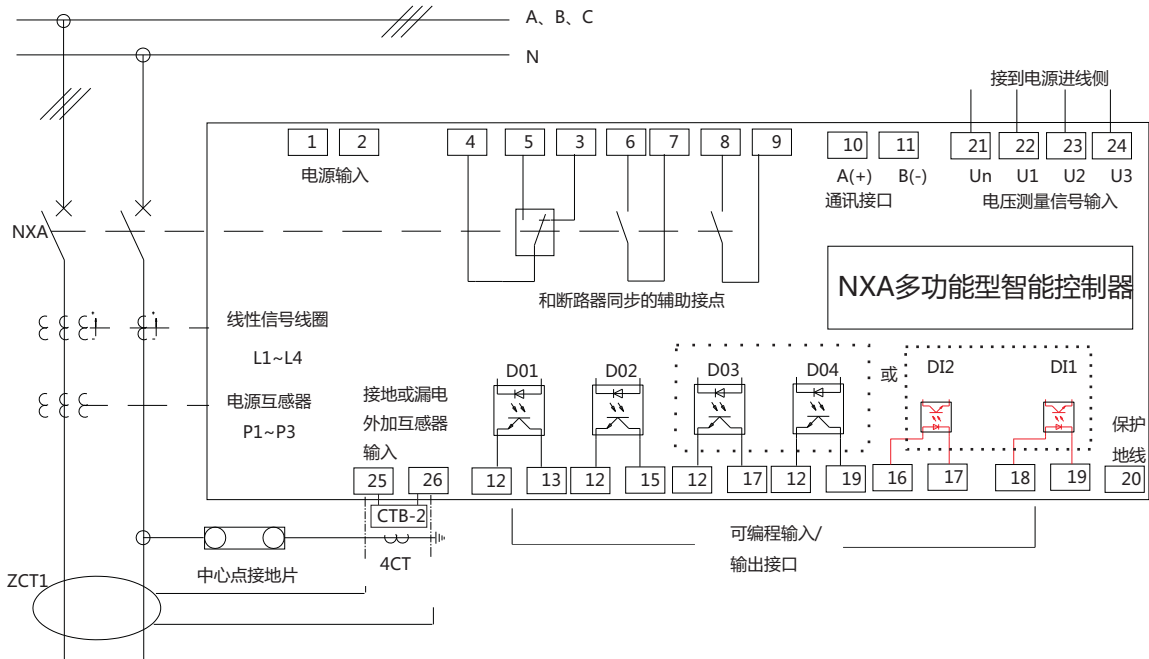 A、B、C
N
接到电源进线侧
1 2 4 5 3 6 7 8 9 10 11 21 22 23 24
电源输入
A(+) B(-) Un U1 U2 U3
通讯接口
电压测量信号输入
NXA
NXA多功能型智能控制器
和断路器同步的辅助接点
线性信号线圈
L1~L4
电源互感器
P1~P3
接地或漏电
外加互感器
输入
D01 D02 D03 D04 或 DI2 DI1
保护
地线
25 26 12 13 12 15 12 17 12 19 16 17 18 19 20
CTB-2
4CT
中心点接地片
ZCT1
可编程输入/
输出接口